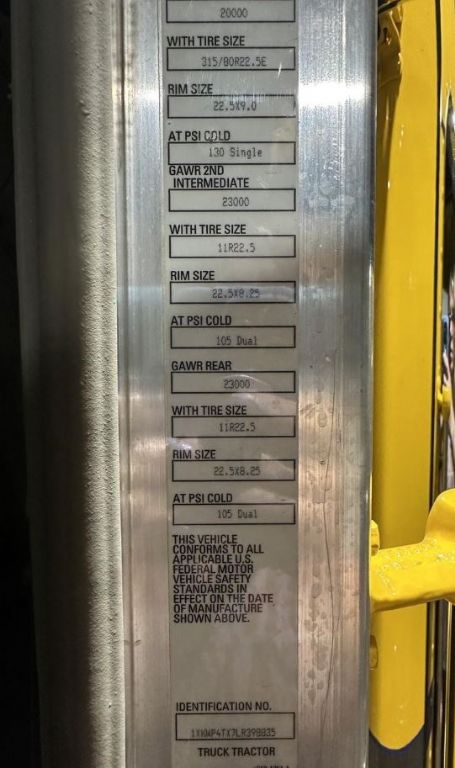 20000
WITH TIRE SIZE
315/80R22.5E
RIM SIZE
22.5X9.0
AT PSI COLD
130 Single
GAWR 2ND
INTERMEDIATE
23000
WITH TIRE SIZE
11R22.5
RIM SIZE
22.5X8.25
AT PSI COLD
105 Dual
GAWR REAR
23000
WITH TIRE SIZE
11R22.5
RIM SIZE
22.5X8.25
AT PSI COLD
105 Dual
THIS VEHICLE
CONFORMS TO ALL
APPLICABLE U.S.
FEDERAL MOTOR
VEHICLE SAFETY
STANDARDS IN
EFFECT ON THE DATE
OF MANUFACTURE
SHOWN ABOVE.
IDENTIFICATION NO.
TRUCK TRACTOR